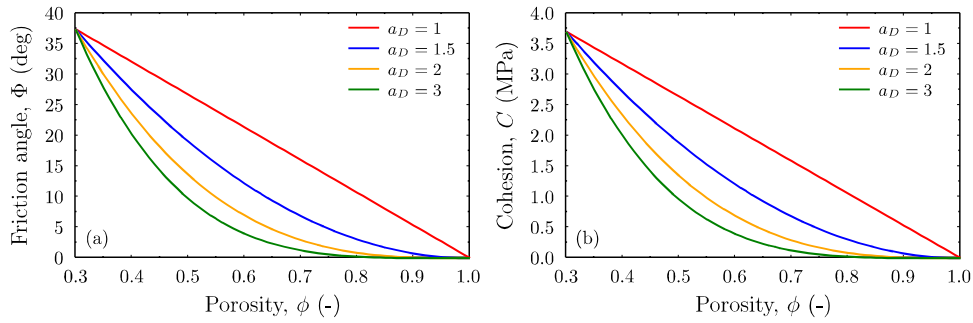 40
35
30
25
20
15
10
5
0
Friction angle, Φ (deg)
a_D = 1
a_D = 1.5
a_D = 2
a_D = 3
(a)
0.3 0.4 0.5 0.6 0.7 0.8 0.9 1.0
Porosity, ϕ (-)
4.0
3.5
3.0
2.5
2.0
1.5
1.0
0.5
0.0
Cohesion, C (MPa)
a_D = 1
a_D = 1.5
a_D = 2
a_D = 3
(b)
0.3 0.4 0.5 0.6 0.7 0.8 0.9 1.0
Porosity, ϕ (-)